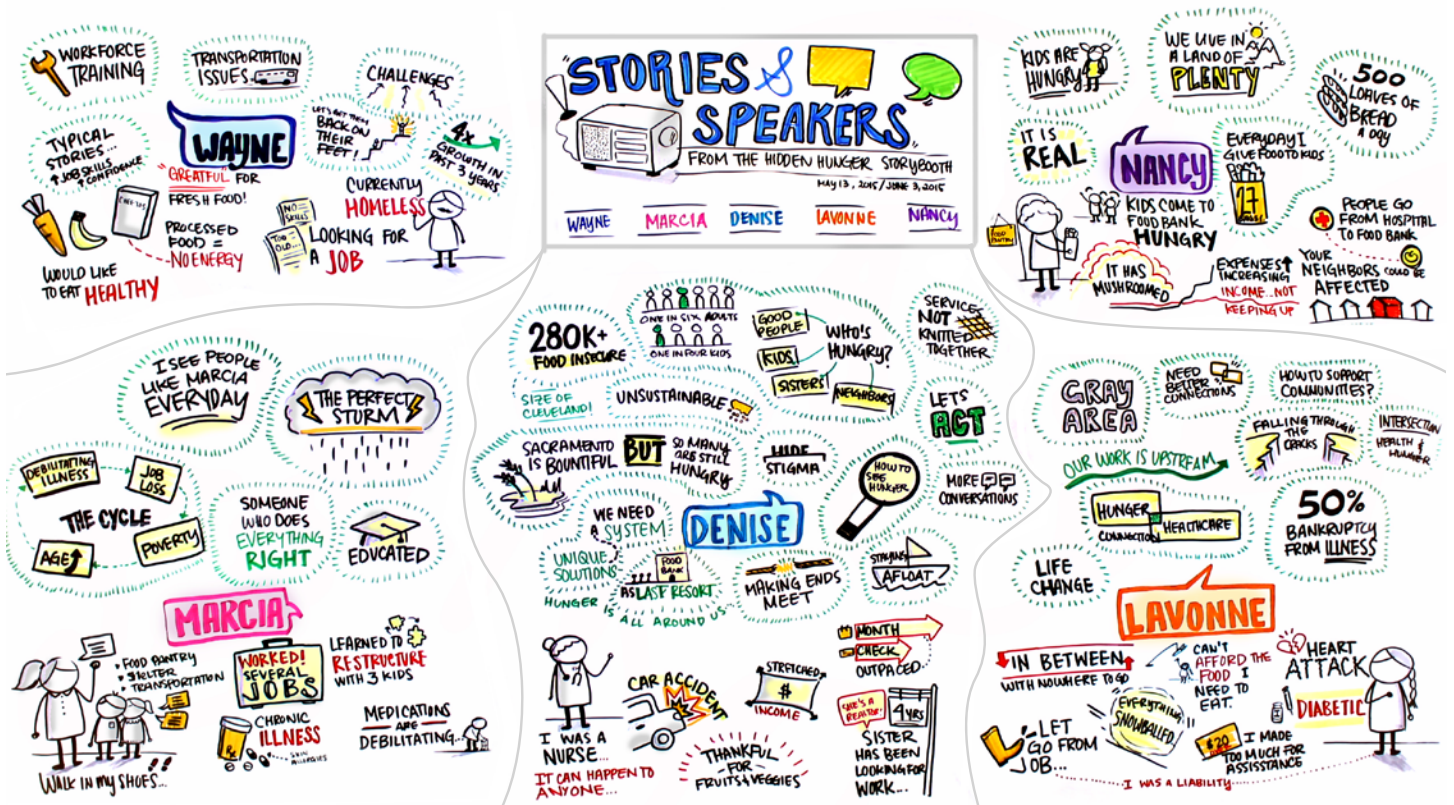 STORIES &
SPEAKERS
FROM THE HIDDEN HUNGER STORYBOOTH
MAY 13, 2015 / JUNE 3, 2015
WAYNE
MARCIA
DENISE
LAVONNE
NANCY
WORKFORCE
TRAINING
TRANSPORTATION
ISSUES
CHALLENGES
TYPICAL
STORIES...
↑ JOB SKILLS
↑ CONFIDENCE
WAYNE
LET'S GET THEM
BACK ON
THEIR
FEET!
4X
GROWTH IN
PAST 3 YEARS
"GREATFUL" FOR
FRESH FOOD!
PROCESSED
FOOD =
NO ENERGY
WOULD LIKE
TO EAT HEALTHY
CURRENTLY
HOMELESS
NO
SKILLS
TOO
OLD...
LOOKING FOR
A JOB
KIDS ARE
HUNGRY
WE LIVE IN
A LAND OF
PLENTY
500
LOAVES OF
BREAD
A DAY
IT IS
REAL
NANCY
EVERYDAY I
GIVE FOOD TO KIDS
17
FOOD
PANTRY
KIDS COME TO
FOOD BANK
HUNGRY
IT HAS
MUSHROOMED
EXPENSES↑
INCREASING
INCOME...NOT
KEEPING UP
PEOPLE GO
FROM HOSPITAL
TO FOOD BANK
YOUR
NEIGHBORS COULD BE
AFFECTED
I SEE PEOPLE
LIKE MARCIA
EVERYDAY
THE PERFECT
STORM
DEBILITATING
ILLNESS
JOB
LOSS
THE CYCLE
AGE↑
POVERTY
SOMEONE
WHO DOES
EVERYTHING
RIGHT
EDUCATED
MARCIA
• FOOD PANTRY
• SHELTER
• TRANSPORTATION
WALK IN MY SHOES...
WORKED!
SEVERAL
JOBS
LEARNED TO
RESTRUCTURE
WITH 3 KIDS
RX
CHRONIC
ILLNESS
SKIN
ALLERGIES
MEDICATIONS
ARE
DEBILITATING...
280K+
FOOD INSECURE
SIZE OF
CLEVELAND!
ONE IN SIX ADULTS
ONE IN FOUR KIDS
GOOD
PEOPLE
KIDS
SISTERS
NEIGHBORS
WHO'S
HUNGRY?
SERVICES
NOT
KNITTED
TOGETHER
UNSUSTAINABLE
LET'S
ACT
SACRAMENTO
IS BOUNTIFUL
BUT
SO MANY
ARE STILL
HUNGRY
HIDE
STIGMA
HOW TO
SEE
HUNGER
MORE
CONVERSATIONS
WE NEED
A SYSTEM
DENISE
UNIQUE
SOLUTIONS
FOOD
BANK
AS LAST RESORT
HUNGER IS ALL AROUND US
MAKING ENDS
MEET
STAYING
AFLOAT
I WAS A
NURSE...
IT CAN HAPPEN TO
ANYONE...
CAR ACCIDENT
STRETCHED
$
INCOME
THANKFUL
FOR
FRUITS & VEGGIES
MONTH
CHECK
OUTPACED
SHE'S A
REALTOR!
4 YRS
SISTER
HAS BEEN
LOOKING FOR
WORK...
GRAY
AREA
NEED
BETTER
CONNECTIONS
HOW TO SUPPORT
COMMUNITIES?
FALLING THROUGH
THE
CRACKS
INTERSECTION
HEALTH &
HUNGER
OUR WORK IS UPSTREAM
HUNGER
HEALTHCARE
CONNECTION
50%
BANKRUPTCY
FROM ILLNESS
LIFE
CHANGE
LAVONNE
IN BETWEEN
WITH NOWHERE TO GO
CAN'T
AFFORD THE
FOOD I
NEED TO
EAT.
HEART
ATTACK
DIABETIC
EVERYTHING
SNOWBALLED
LET
GO FROM
JOB...
$20
I MADE
TOO MUCH FOR
ASSISSTANCE
I WAS A LIABILITY